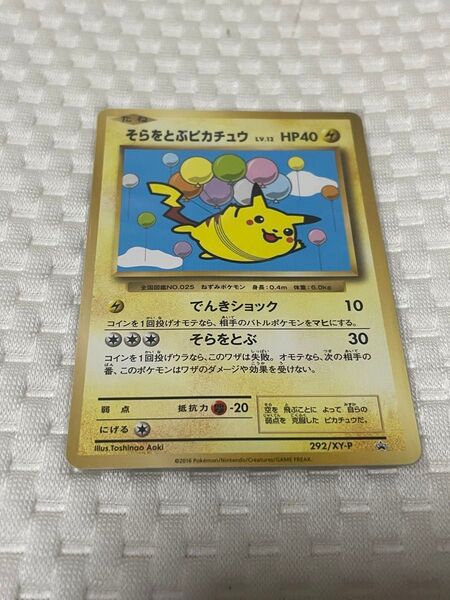 たね
そらをとぶピカチュウ LV.12 HP40
全国図鑑NO.025 ねずみポケモン 身長：0.4m 体重：6.0kg
でんきショック 10
コインを1回投げオモテなら、相手のバトルポケモンをマヒにする。
そらをとぶ 30
コインを1回投げウラなら、このワザは失敗。オモテなら、次の相手の
番、このポケモンはワザのダメージや効果を受けない。
弱点 抵抗力 -20
にげる
空を飛ぶことに よって 自らの
弱点を 克服した ピカチュウだ。
Illus.Toshinao Aoki
292/XY-P
©2016 Pokémon/Nintendo/Creatures/GAME FREAK.